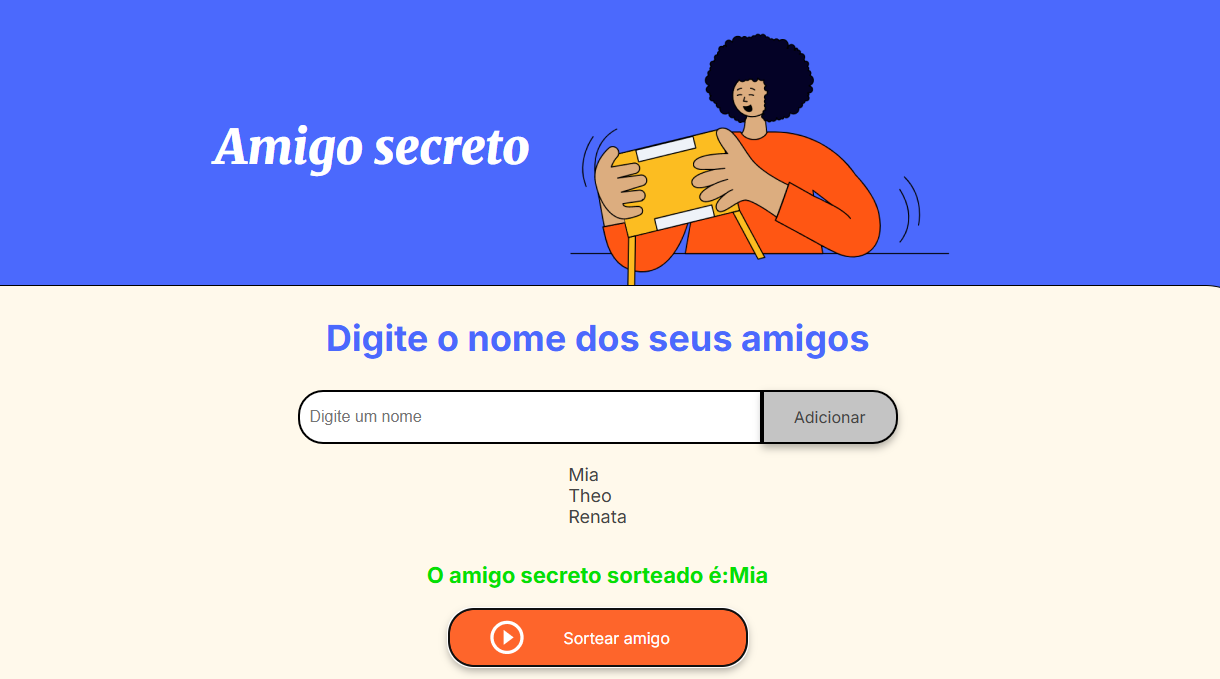 Amigo secreto
Digite o nome dos seus amigos
Digite um nome
Adicionar
Mia
Theo
Renata
O amigo secreto sorteado é:Mia
Sortear amigo